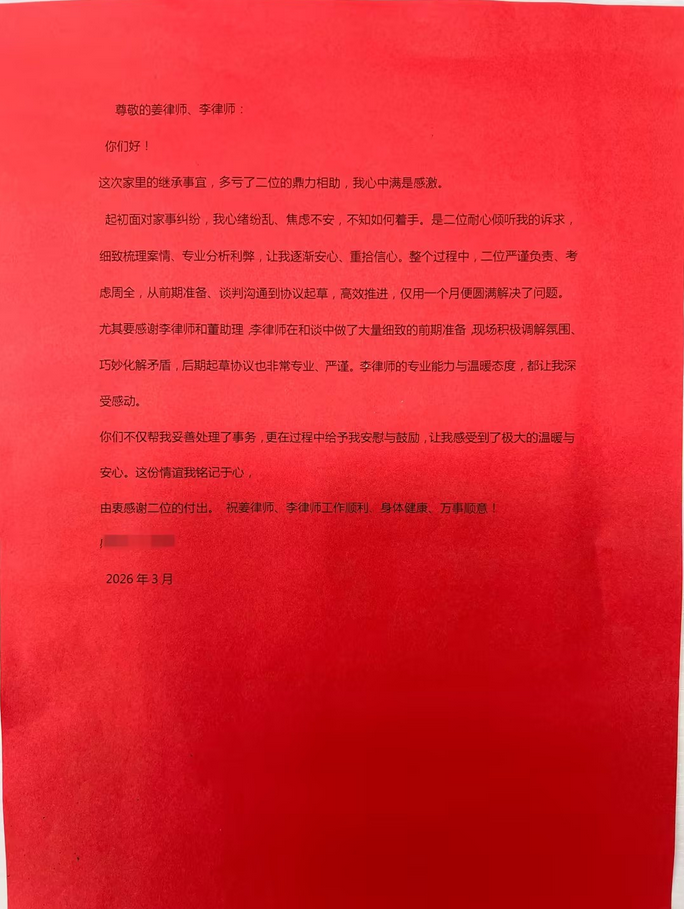 尊敬的姜律师、李律师：
你们好！
这次家里的继承事宜，多亏了二位的鼎力相助，我心中满是感激。
起初面对家事纠纷，我心绪纷乱、焦虑不安，不知如何着手。是二位耐心倾听我的诉求，
细致梳理案情、专业分析利弊，让我逐渐安心、重拾信心。整个过程中，二位严谨负责、考
虑周全，从前期准备、谈判沟通到协议起草，高效推进，仅用一个月便圆满解决了问题。
尤其要感谢李律师和董助理，李律师在和谈中做了大量细致的前期准备，现场积极调解氛围、
巧妙化解矛盾，后期起草协议也非常专业、严谨。李律师的专业能力与温暖态度，都让我深
受感动。
你们不仅帮我妥善处理了事务，更在过程中给予我安慰与鼓励，让我感受到了极大的温暖与
安心。这份情谊我铭记于心，
由衷感谢二位的付出。 祝姜律师、李律师工作顺利、身体健康、万事顺意！
2026年3月